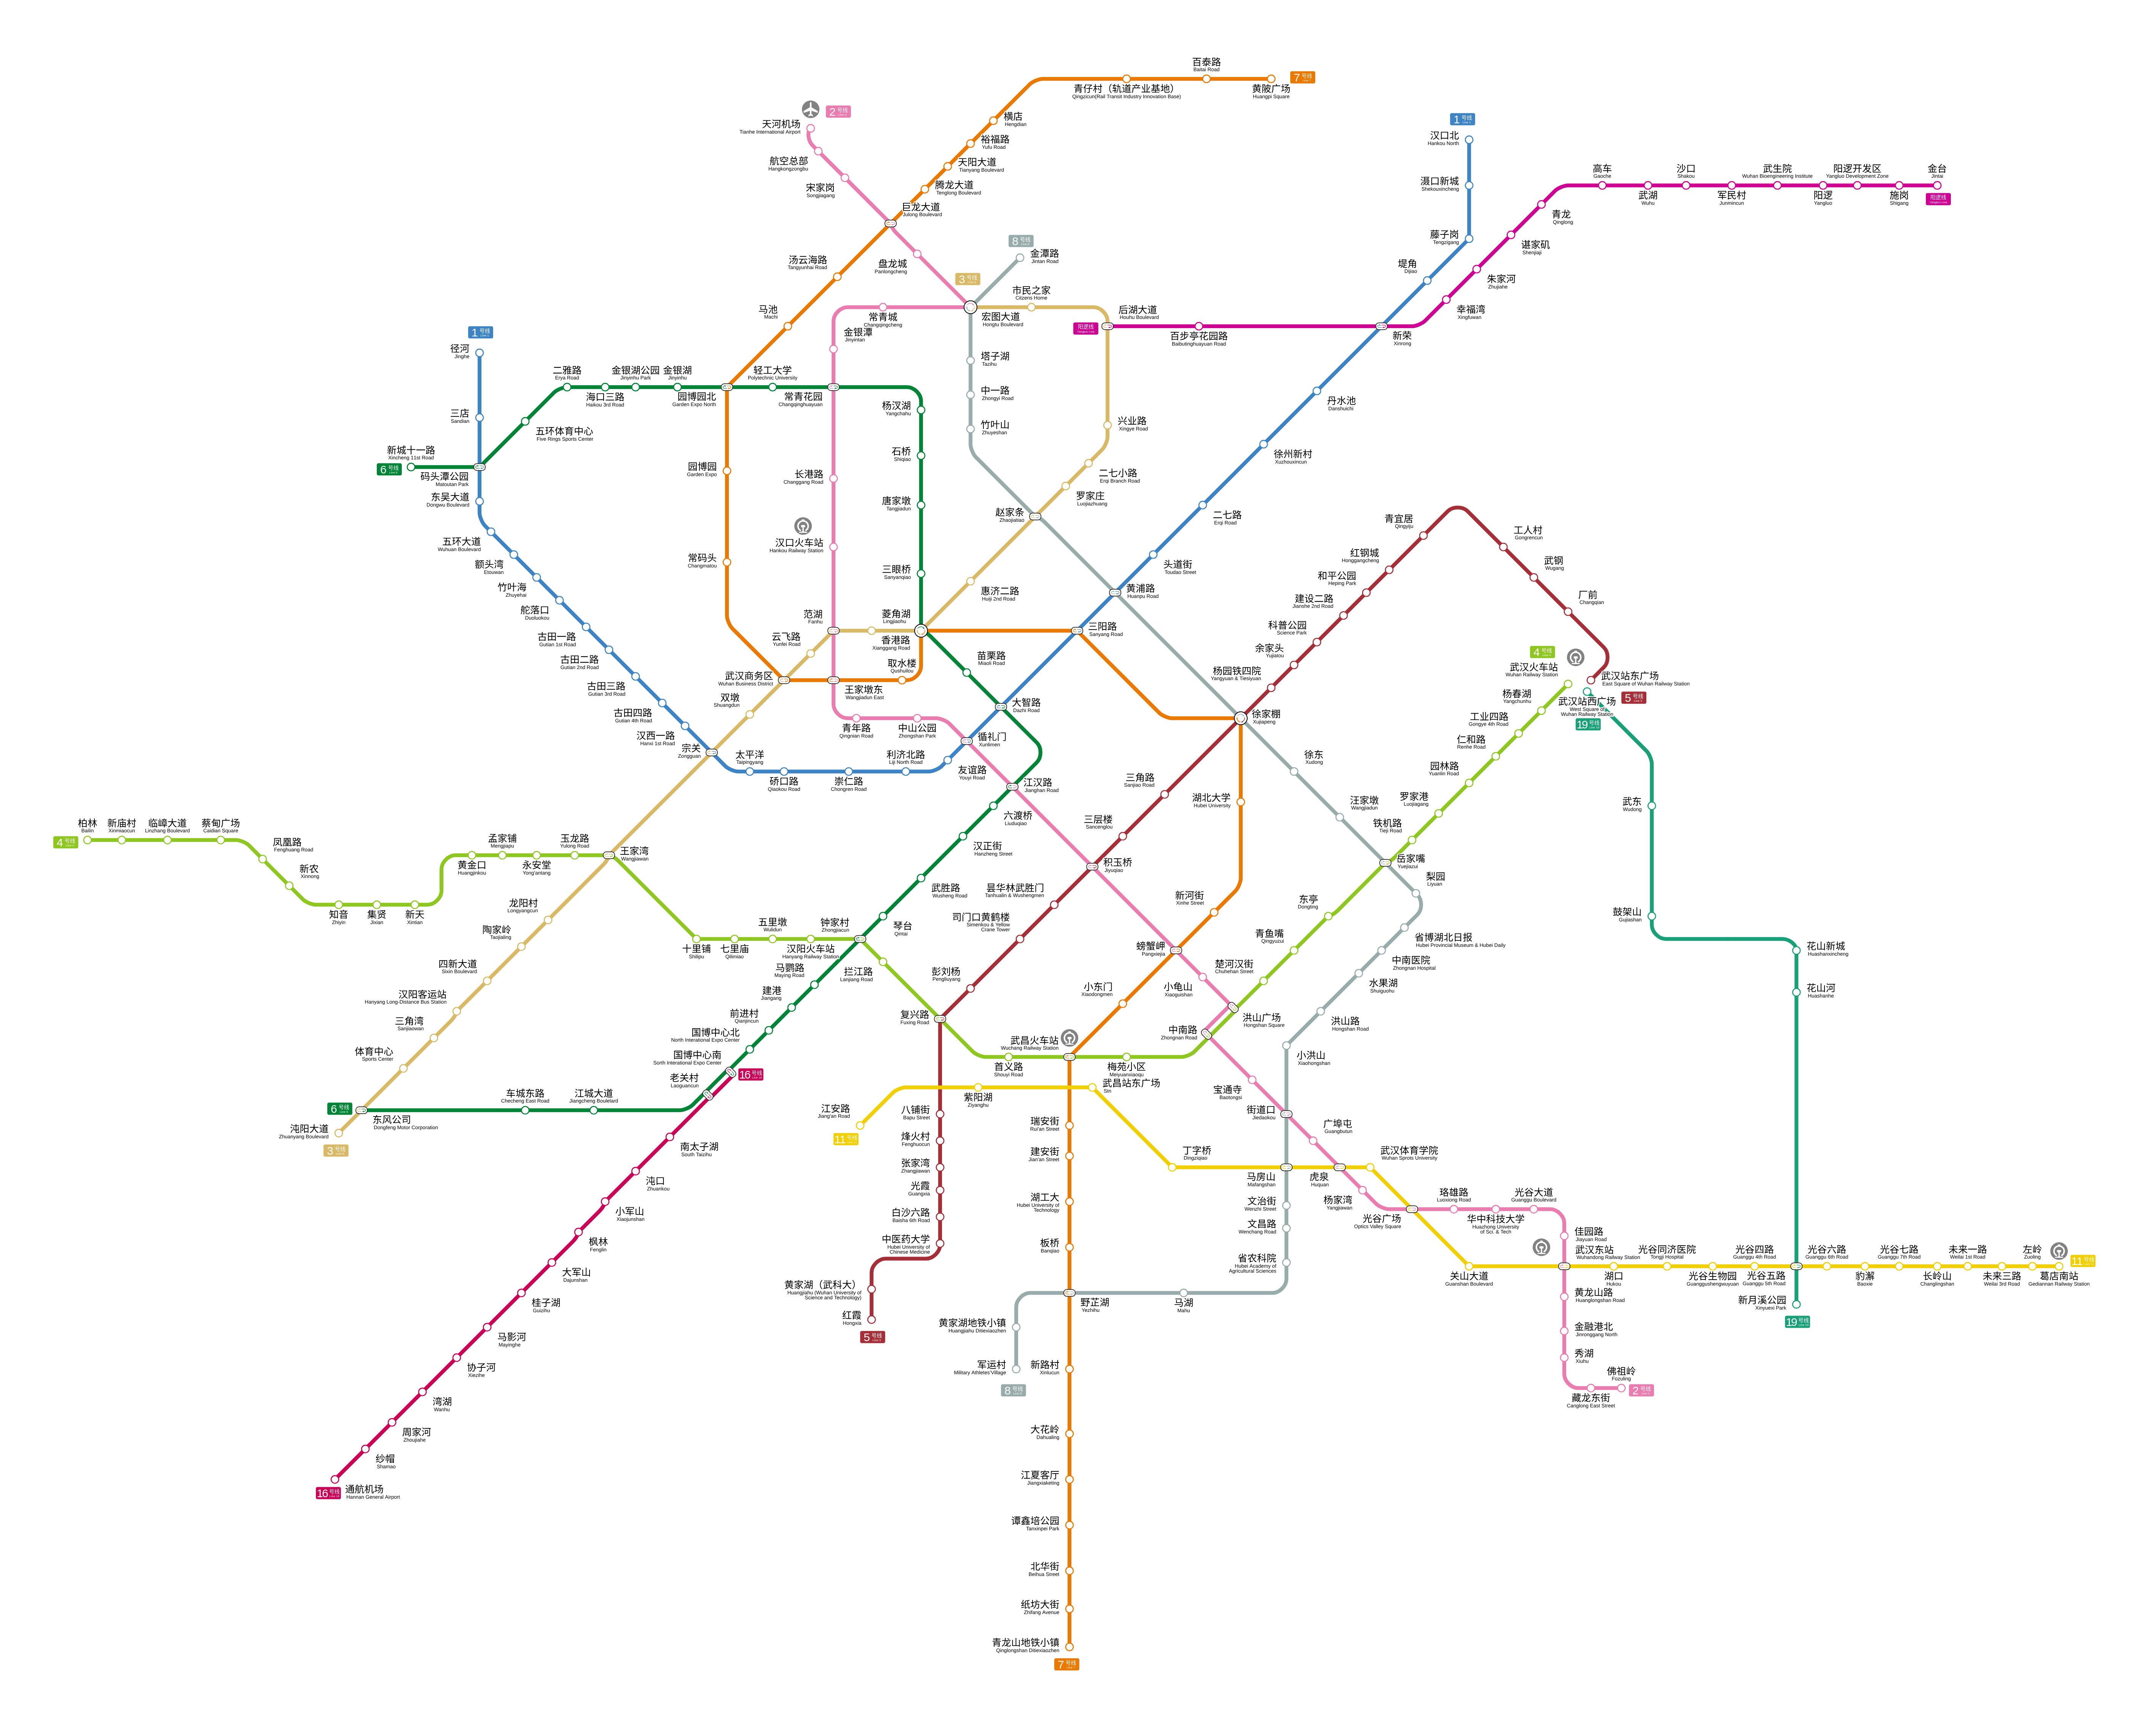 百泰路
Bailai Road
7 号线
青仔村（轨道产业基地）
Qingzicun(Rail Transit Industry Innovation Base)
黄陂广场
Huangpi Square
2 号线
天河机场
Tianhe International Airport
横店
Hengdian
1 号线
汉口北
Hankou North
裕福路
Yufu Road
航空总部
Hangkongzongbu
天阳大道
Tianyang Boulevard
宋家岗
Songjiagang
腾龙大道
Tenglong Boulevard
滠口新城
Shekouxincheng
高车
Gaoche
沙口
Shakou
武生院
Wuhan Bioengineering Institute
阳逻开发区
Yangluo Development Zone
金台
Jintai
武湖
Wuhu
军民村
Junmincun
阳逻
Yangluo
施岗
Shigang
阳逻线
巨龙大道
Julong Boulevard
青龙
Qinglong
藤子岗
Tengzigang
谌家矶
Shenjiaji
8 号线
金潭路
Jintan Road
汤云海路
Tangyunhai Road
盘龙城
Panlongcheng
堤角
Dijiao
朱家河
Zhujiahe
3 号线
市民之家
Citizens Home
马池
Machi
常青城
Changqingcheng
宏图大道
Hongtu Boulevard
后湖大道
Houhu Boulevard
幸福湾
Xingfuwan
阳逻线
百步亭花园路
Baibutinghuayuan Road
新荣
Xinrong
1 号线
径河
Jinghe
金银潭
Jinyintan
塔子湖
Tazihu
二雅路
Erya Road
金银湖公园
Jinyinhu Park
金银湖
Jinyinhu
轻工大学
Polytechnic University
海口三路
Haikou 3rd Road
园博园北
Garden Expo North
常青花园
Changqinghuayuan
中一路
Zhongyi Road
杨汊湖
Yangchahu
丹水池
Danshuichi
三店
Sandian
五环体育中心
Five Rings Sports Center
竹叶山
Zhuyeshan
兴业路
Xingye Road
新城十一路
Xincheng 11st Road
6 号线
码头潭公园
Matoutan Park
石桥
Shiqiao
徐州新村
Xuzhouxincun
园博园
Garden Expo
长港路
Changgang Road
二七小路
Erqi Branch Road
东吴大道
Dongwu Boulevard
唐家墩
Tangjiadun
罗家庄
Luojiazhuang
赵家条
Zhaojiatiao
二七路
Erqi Road
青宜居
Qingyiju
五环大道
Wuhuan Boulevard
汉口火车站
Hankou Railway Station
工人村
Gongrencun
额头湾
Etouwan
常码头
Changmatou
三眼桥
Sanyanqiao
头道街
Toudao Street
红钢城
Honggangcheng
武钢
Wugang
竹叶海
Zhuyehai
惠济二路
Huiji 2nd Road
黄浦路
Huanpu Road
和平公园
Heping Park
厂前
Changqian
舵落口
Duoluokou
范湖
Fanhu
菱角湖
Lingjiaohu
建设二路
Jianshe 2nd Road
古田一路
Gutian 1st Road
云飞路
Yunfei Road
香港路
Xianggang Road
三阳路
Sanyang Road
科普公园
Science Park
古田二路
Gutian 2nd Road
取水楼
Qushuilou
苗栗路
Miaoli Road
余家头
Yujiatou
4 号线
武汉火车站
Wuhan Railway Station
武汉商务区
Wuhan Business District
王家墩东
Wangjiadun East
杨园铁四院
Yangyuan & Tiesiyuan
武汉站东广场
East Square of Wuhan Railway Station
5 号线
古田三路
Gutian 3rd Road
双墩
Shuangdun
大智路
Dazhi Road
杨春湖
Yangchunhu
武汉站西广场
West Square of
Wuhan Railway Station
19 号线
古田四路
Gutian 4th Road
青年路
Qingnian Road
中山公园
Zhongshan Park
徐家棚
Xujiapeng
工业四路
Gongye 4th Road
汉西一路
Hanxi 1st Road
宗关
Zongguan
太平洋
Taipingyang
循礼门
Xunlimen
仁和路
Renhe Road
利济北路
Liji North Road
徐东
Xudong
硚口路
Qiaokou Road
崇仁路
Chongren Road
友谊路
Youyi Road
江汉路
Jianghan Road
三角路
Sanjiao Road
园林路
Yuanlin Road
湖北大学
Hubei University
汪家墩
Wangjiadun
罗家港
Luojiagang
武东
Wudong
六渡桥
Liuduqiao
柏林
Bailin
新庙村
Xinmiaocun
临嶂大道
Linzhang Boulevard
蔡甸广场
Caidian Square
4 号线
三层楼
Sancenglou
铁机路
Tieji Road
凤凰路
Fenghuang Road
孟家铺
Mengjiapu
玉龙路
Yulong Road
王家湾
Wangjiawan
汉正街
Hanzheng Street
积玉桥
Jiyuqiao
岳家嘴
Yuejiazui
黄金口
Huangjinkou
永安堂
Yong'antang
新农
Xinnong
梨园
Liyuan
武胜路
Wusheng Road
昙华林武胜门
Tanhualin & Wushengmen
新河街
Xinhe Street
东亭
Dongting
知音
Zhiyin
集贤
Jixian
新天
Xintian
龙阳村
Longyangcun
鼓架山
Gujiashan
五里墩
Wulidun
钟家村
Zhongjiacun
琴台
Qintai
司门口黄鹤楼
Simenkou & Yellow
Crane Tower
陶家岭
Taojialing
青鱼嘴
Qingyuzui
省博湖北日报
Hubei Provincial Museum & Hubei Daily
十里铺
Shilipu
七里庙
Qilimiao
汉阳火车站
Hanyang Railway Station
螃蟹岬
Pangxiejia
花山新城
Huashanxincheng
四新大道
Sixin Boulevard
马鹦路
Maying Road
拦江路
Lanjiang Road
彭刘杨
Pengliuyang
楚河汉街
Chuhehan Street
中南医院
Zhongnan Hospital
汉阳客运站
Hanyang Long-Distance Bus Station
建港
Jiangang
小东门
Xiaodongmen
小龟山
Xiaoguishan
水果湖
Shuiguohu
花山河
Huashanhe
三角湾
Sanjiaowan
前进村
Qianjincun
复兴路
Fuxing Road
洪山广场
Hongshan Square
洪山路
Hongshan Road
国博中心北
North Interational Expo Center
武昌火车站
Wuchang Railway Station
中南路
Zhongnan Road
体育中心
Sports Center
国博中心南
Sorth Interational Expo Center
小洪山
Xiaohongshan
首义路
Shouyi Road
梅苑小区
Meiyuanxiaoqu
老关村
Laoguancun
16 号线
武昌站东广场
Sin
车城东路
Checheng East Road
江城大道
Jiangcheng Boulelard
紫阳湖
Ziyanghu
宝通寺
Baotongsi
6 号线
东风公司
Dongfeng Motor Corporation
江安路
Jiang'an Road
11 号线
八铺街
Bapu Street
瑞安街
Rui'an Street
街道口
Jiedaokou
沌阳大道
Zhuanyang Boulevard
3 号线
南太子湖
South Taizihu
烽火村
Fenghuocun
广埠屯
Guangbutun
建安街
Jian'an Street
丁字桥
Dingziqiao
武汉体育学院
Wuhan Sprots University
张家湾
Zhangjiawan
马房山
Mafangshan
虎泉
Huquan
沌口
Zhuankou
光霞
Guangxia
湖工大
Hubei University of
Technology
文治街
Wenzhi Street
杨家湾
Yangjiawan
珞雄路
Luoxiong Road
光谷大道
Guanggu Boulevard
小军山
Xiaojunshan
白沙六路
Baisha 6th Road
光谷广场
Optics Valley Square
华中科技大学
Huazhong University
of Sci. & Tech
文昌路
Wenchang Road
佳园路
Jiayuan Road
枫林
Fenglin
中医药大学
Hubei University of
Chinese Medicine
板桥
Banqiao
省农科院
Hubei Academy of
Agricultural Sciences
武汉东站
Wuhandong Railway Station
光谷同济医院
Tongji Hospital
光谷四路
Guanggu 4th Road
光谷六路
Guanggu 6th Road
光谷七路
Guanggu 7th Road
未来一路
Weilai 1st Road
左岭
Zuoling
11 号线
大军山
Dajunshan
黄家湖（武科大）
Huangjiahu (Wuhan University of
Science and Technology)
关山大道
Guanshan Boulevard
湖口
Hukou
光谷生物园
Guanggushengwuyuan
光谷五路
Guanggu 5th Road
豹澥
Baoxie
长岭山
Changlingshan
未来三路
Weilai 3rd Road
葛店南站
Gediannan Railway Station
桂子湖
Guizihu
红霞
Hongxia
5 号线
野芷湖
Yezhihu
马湖
Mahu
黄龙山路
Huanglongshan Road
新月溪公园
Xinyuexi Park
19 号线
马影河
Mayinghe
黄家湖地铁小镇
Huangjiahu Ditiexiaozhen
金融港北
Jinronggang North
协子河
Xiezihe
军运村
Military Athletes'Village
8 号线
新路村
Xinlucun
秀湖
Xiuhu
佛祖岭
Fozuling
2 号线
藏龙东街
Canglong East Street
湾湖
Wanhu
周家河
Zhoujiahe
大花岭
Dahualing
纱帽
Shamao
江夏客厅
Jiangxiaketing
16 号线
通航机场
Hannan General Airport
谭鑫培公园
Tanxinpei Park
北华街
Beihua Street
纸坊大街
Zhifang Avenue
青龙山地铁小镇
Qinglongshan Ditiexiaozhen
7 号线